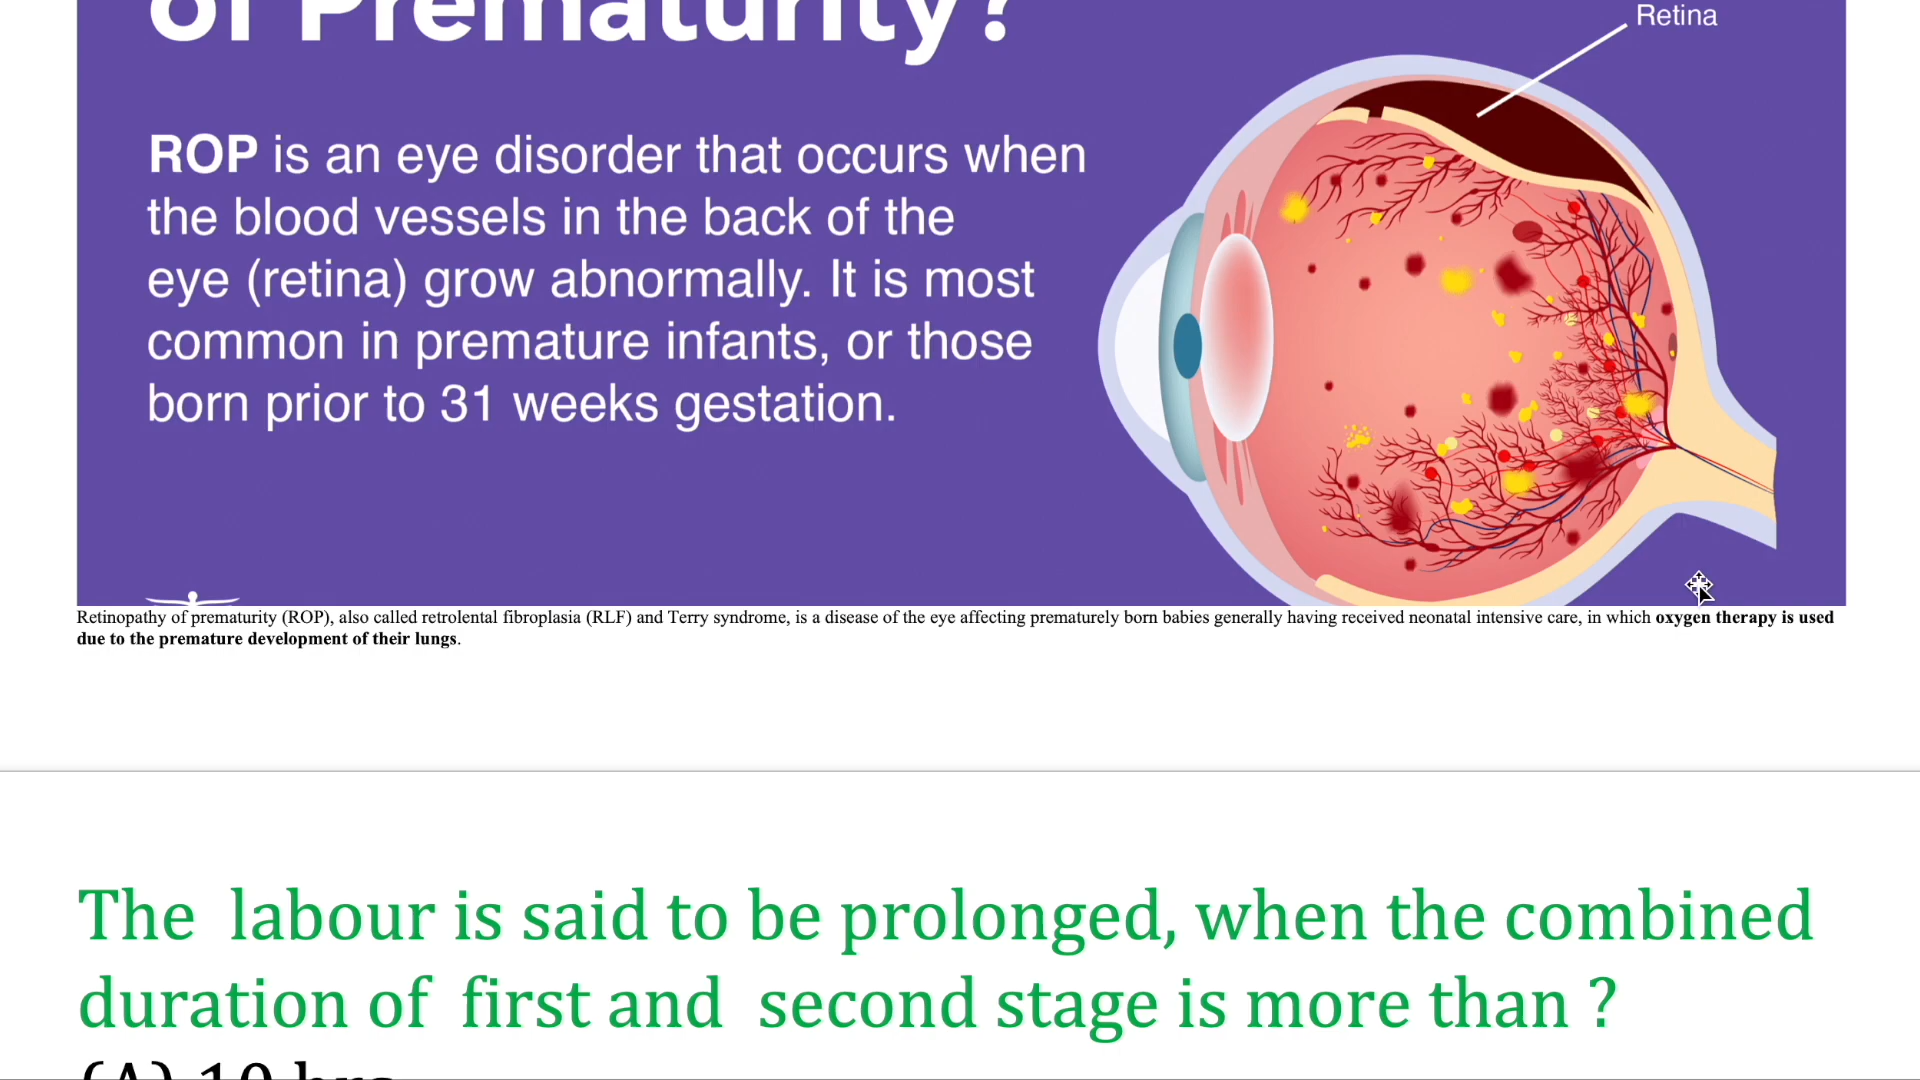 of Prematurity?
Retina
ROP is an eye disorder that occurs when
the blood vessels in the back of the
eye (retina) grow abnormally. It is most
common in premature infants, or those
born prior to 31 weeks gestation.
Retinopathy of prematurity (ROP), also called retrolental fibroplasia (RLF) and Terry syndrome, is a disease of the eye affecting prematurely born babies generally having received neonatal intensive care, in which oxygen therapy is used
due to the premature development of their lungs.
The labour is said to be prolonged, when the combined
duration of first and second stage is more than ?
(A) 10 hrs